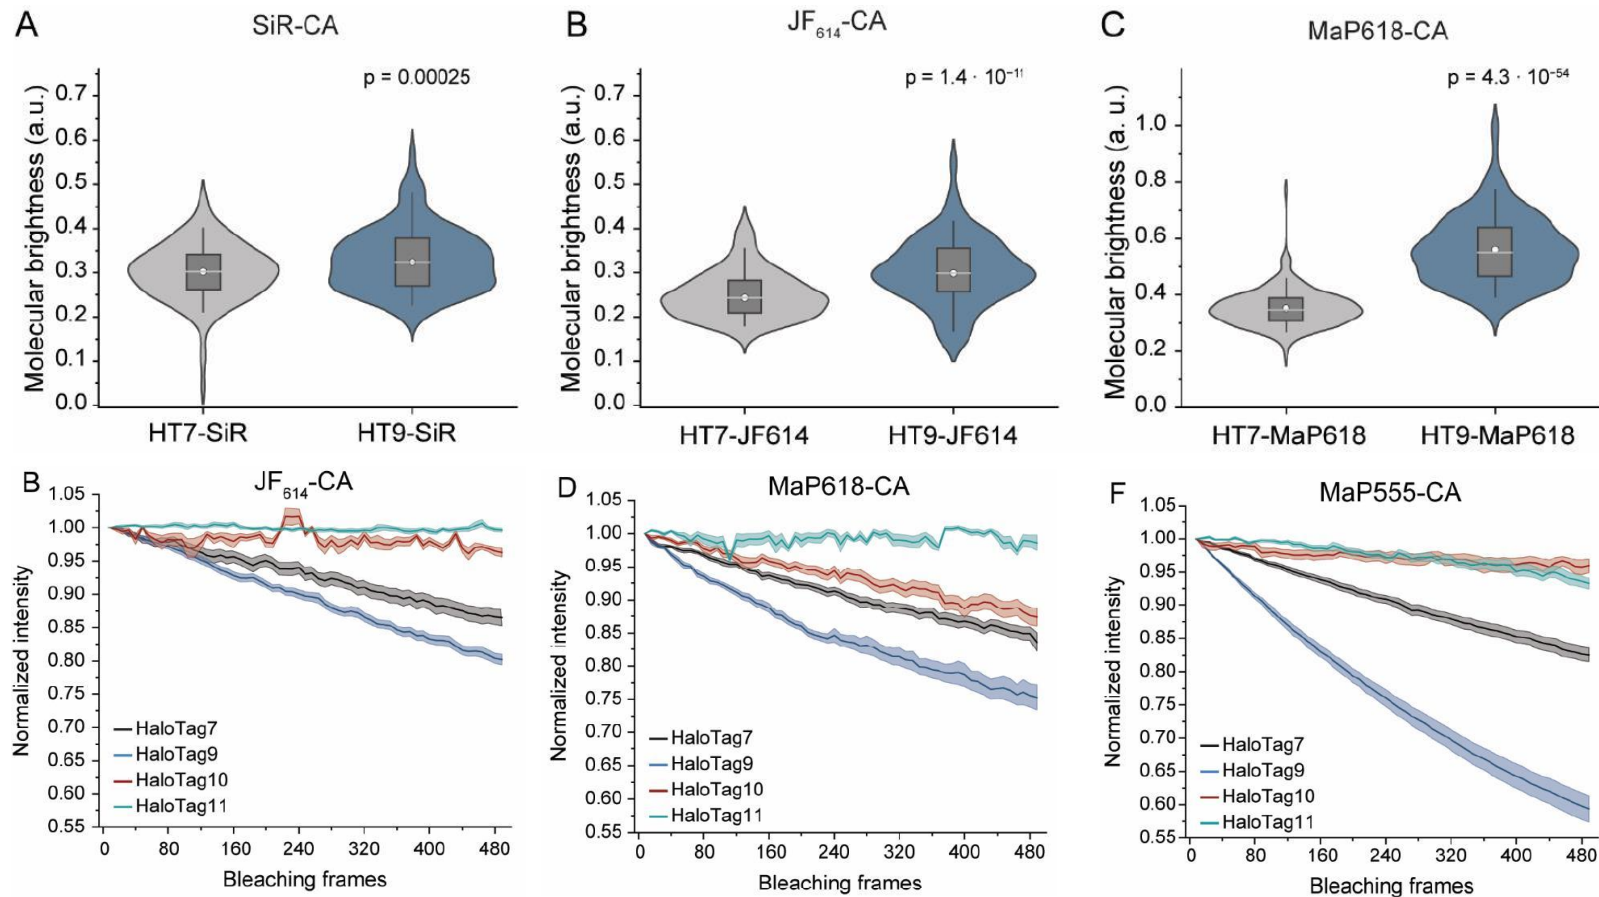 A
SiR-CA
p = 0.00025
Molecular brightness (a.u.)
0.7
0.6
0.5
0.4
0.3
0.2
0.1
0.0
HT7-SiR HT9-SiR
B
JF614-CA
p = 1.4 · 10⁻¹¹
Molecular brightness (a.u.)
0.7
0.6
0.5
0.4
0.3
0.2
0.1
0.0
HT7-JF614 HT9-JF614
C
MaP618-CA
p = 4.3 · 10⁻⁵⁴
Molecular brightness (a. u.)
1.0
0.8
0.6
0.4
0.2
0.0
HT7-MaP618 HT9-MaP618
B
JF614-CA
Normalized intensity
1.05
1.00
0.95
0.90
0.85
0.80
0.75
0.70
0.65
0.60
0.55
HaloTag7
HaloTag9
HaloTag10
HaloTag11
0 80 160 240 320 400 480
Bleaching frames
D
MaP618-CA
Normalized intensity
1.05
1.00
0.95
0.90
0.85
0.80
0.75
0.70
0.65
0.60
0.55
HaloTag7
HaloTag9
HaloTag10
HaloTag11
0 80 160 240 320 400 480
Bleaching frames
F
MaP555-CA
Normalized intensity
1.05
1.00
0.95
0.90
0.85
0.80
0.75
0.70
0.65
0.60
0.55
HaloTag7
HaloTag9
HaloTag10
HaloTag11
0 80 160 240 320 400 480
Bleaching frames